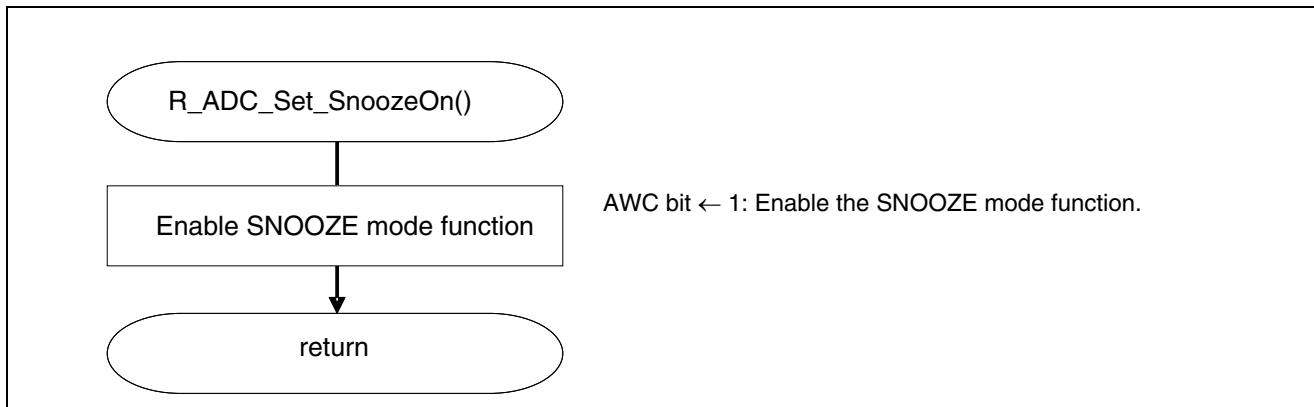 R_ADC_Set_SnoozeOn()
Enable SNOOZE mode function
AWC bit ← 1: Enable the SNOOZE mode function.
return